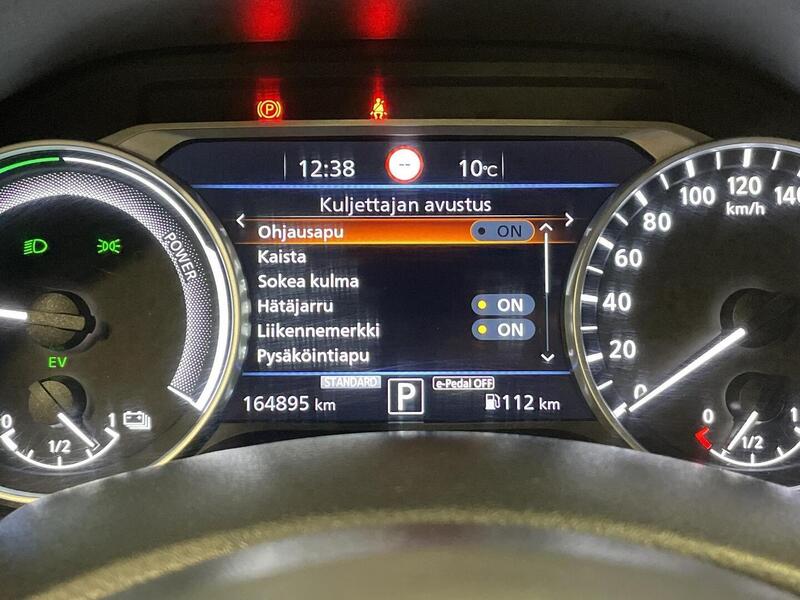 P
12:38 -- 10°C
Kuljettajan avustus
Ohjausapu ON
Kaista
Sokea kulma
Hätäjarru ON
Liikennemerkki ON
Pysäköintiapu
STANDARD P e-Pedal OFF
164895 km 112 km
POWER
EV
0 1/2 1
0 20 40 60 80 100 120 140
km/h
0 1/2 1